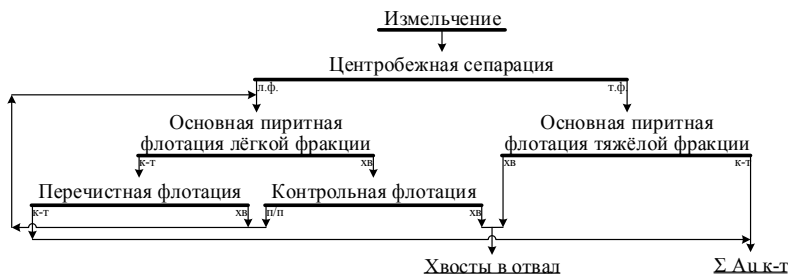 Измельчение
Центробежная сепарация
л.ф.
т.ф.
Основная пиритная
флотация лёгкой фракции
Основная пиритная
флотация тяжёлой фракции
к-т
хв
хв
к-т
Перечистная флотация
Контрольная флотация
к-т
хв
п/п
хв
Хвосты в отвал
Σ Au к-т